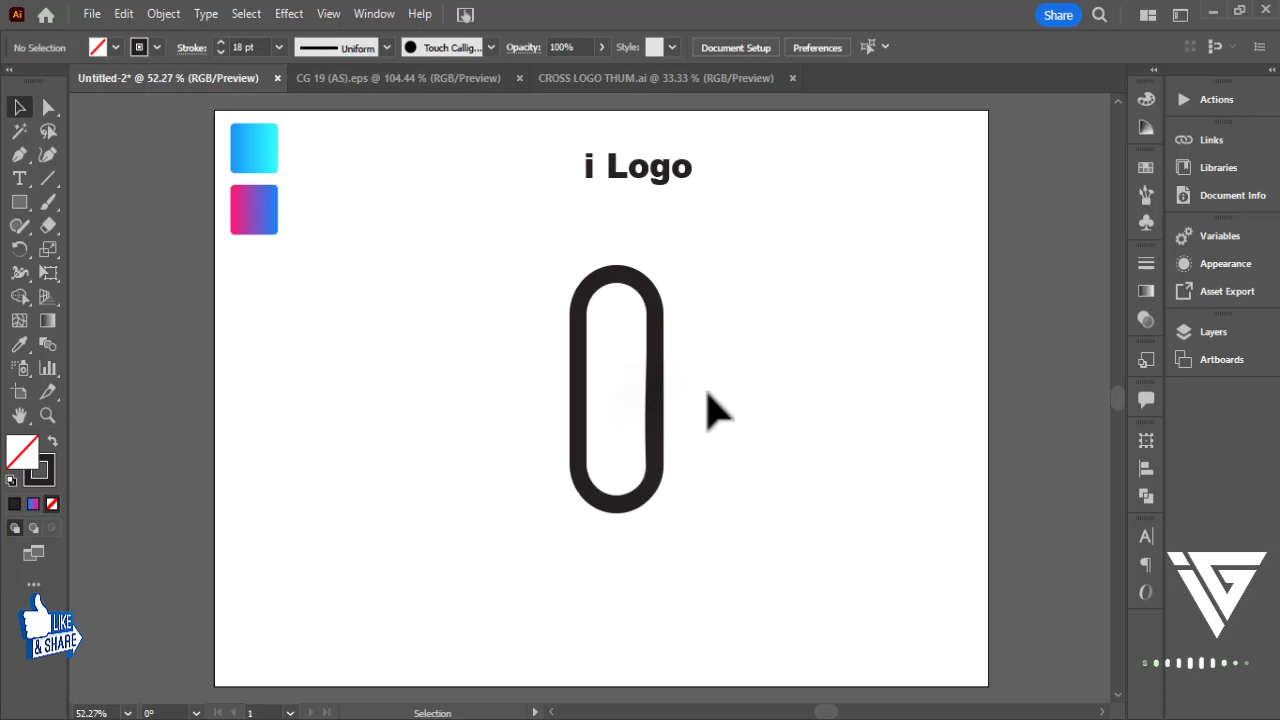 Ai File Edit Object Type Select Effect View Window Help Share
No Selection Stroke: 18 pt Uniform Touch Callig... Opacity: 100% Style: Document Setup Preferences
Untitled-2* @ 52.27 % (RGB/Preview) × CG 19 (AS).eps @ 104.44 % (RGB/Preview) × CROSS LOGO THUM.ai @ 33.33 % (RGB/Preview) ×
i Logo
Actions
Links
Libraries
Document Info
Variables
Appearance
Asset Export
Layers
Artboards
LIKE
& SHARE
52.27% 0° 1 Selection